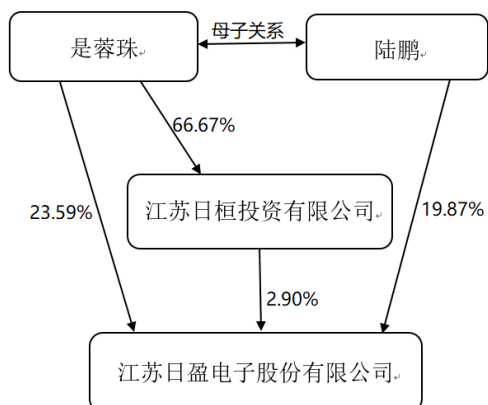 母子关系
是蓉珠
陆鹏
66.67%
江苏日桓投资有限公司
23.59%
19.87%
2.90%
江苏日盈电子股份有限公司